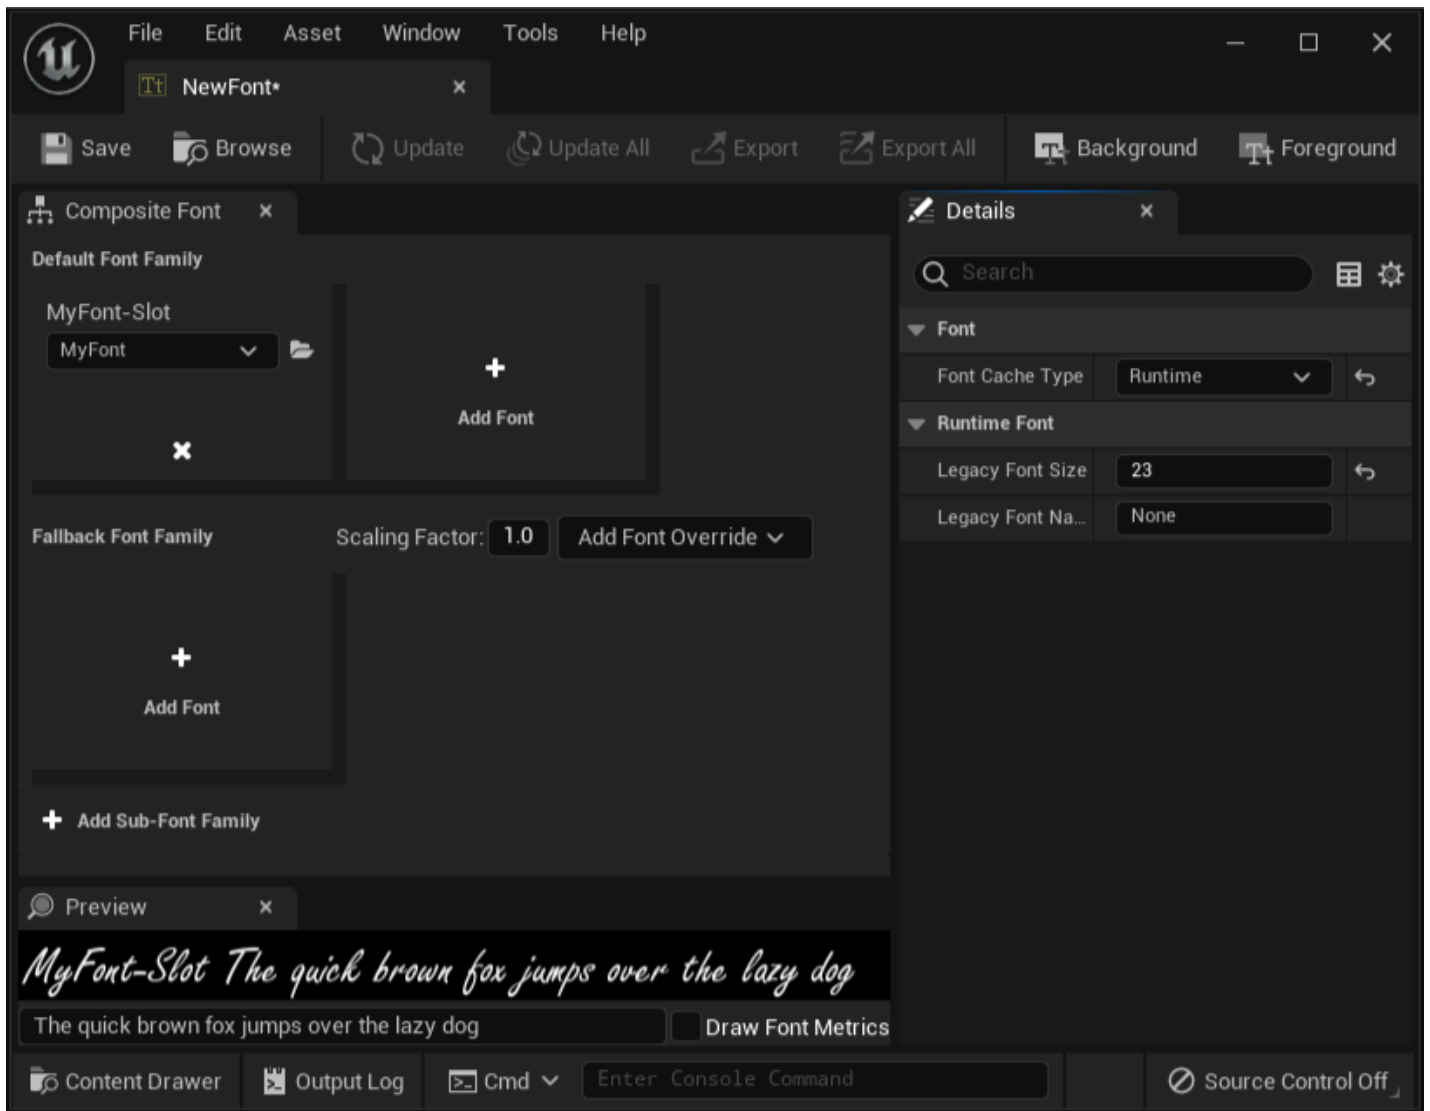 File Edit Asset Window Tools Help
NewFont*
Save Browse Update Update All Export Export All Background Foreground
Composite Font
Default Font Family
MyFont-Slot
MyFont
Add Font
Fallback Font Family Scaling Factor: 1.0 Add Font Override
Add Font
Add Sub-Font Family
Preview
MyFont-Slot The quick brown fox jumps over the lazy dog
The quick brown fox jumps over the lazy dog Draw Font Metrics
Details
Search
Font
Font Cache Type Runtime
Runtime Font
Legacy Font Size 23
Legacy Font Na... None
Content Drawer Output Log Cmd Enter Console Command Source Control Off